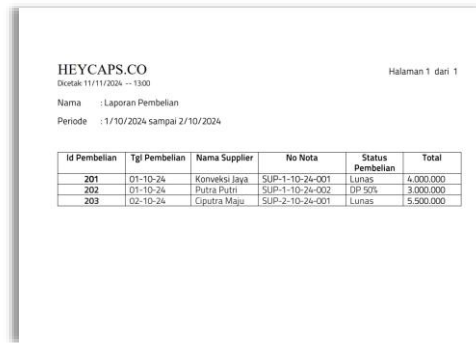 HEYCAPS.CO
Halaman 1 dari 1
Dicetak 11/11/2024 -- 1300
Nama : Laporan Pembelian
Periode : 1/10/2024 sampai 2/10/2024
Id Pembelian Tgl Pembelian Nama Supplier No Nota Status Pembelian Total
201 01-10-24 Konveksi Jaya SUP-1-10-24-001 Lunas 4.000.000
202 01-10-24 Putra Putri SUP-1-10-24-002 DP 50% 3.000.000
203 02-10-24 Ciputra Maju SUP-2-10-24-001 Lunas 5.500.000